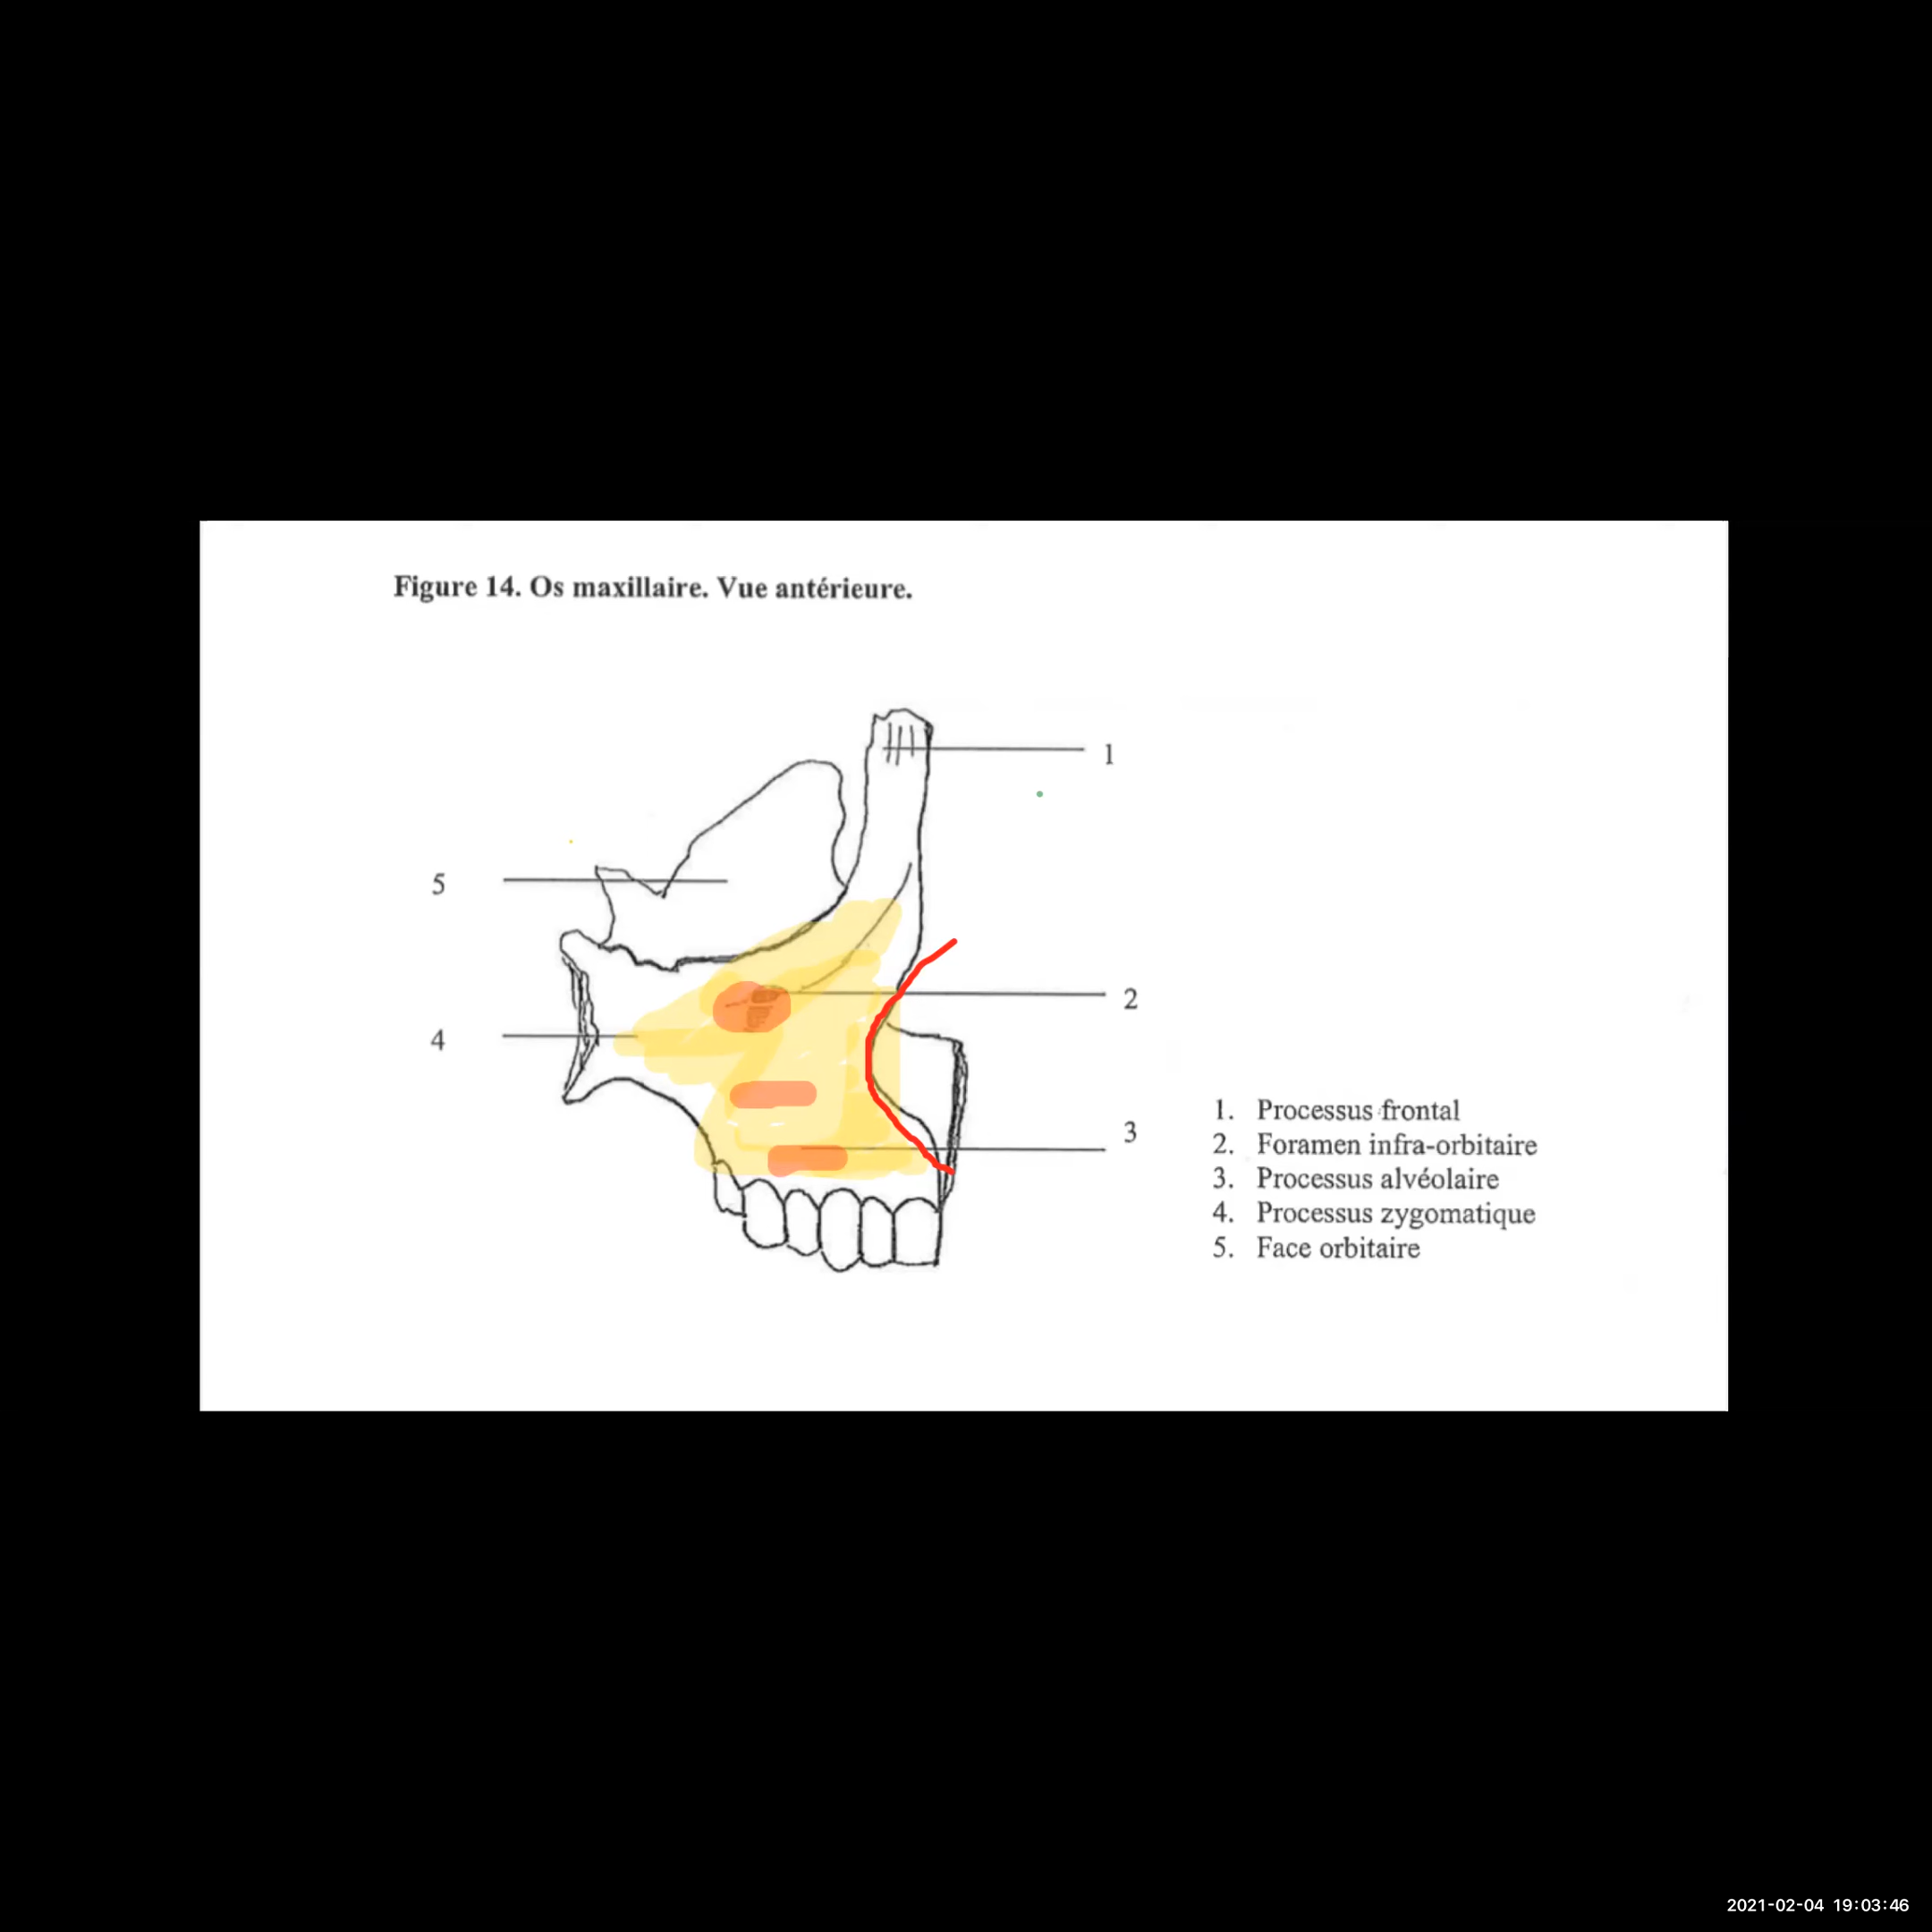 Figure 14. Os maxillaire. Vue antérieure.
1
5
2
4
3
1. Processus frontal
2. Foramen infra-orbitaire
3. Processus alvéolaire
4. Processus zygomatique
5. Face orbitaire
2021-02-04 19:03:46